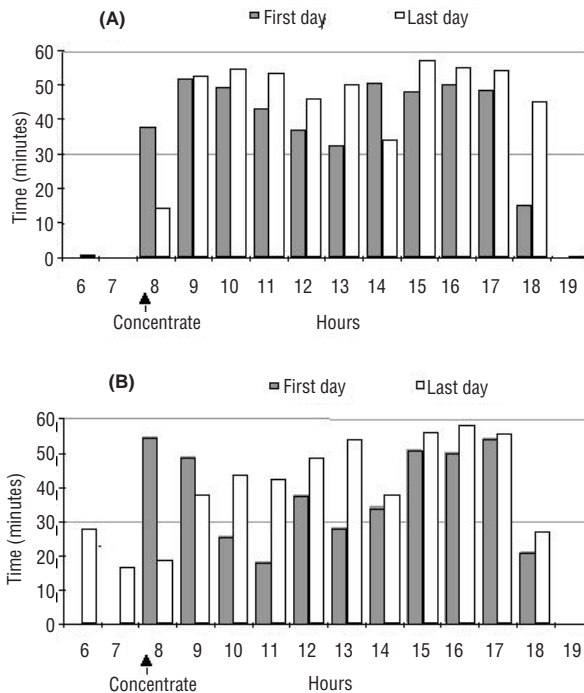 (A)
First day
Last day
Time (minutes)
60
50
40
30
20
10
0
6 7 8 9 10 11 12 13 14 15 16 17 18 19
Concentrate
Hours
(B)
First day
Last day
Time (minutes)
60
50
40
30
20
10
0
6 7 8 9 10 11 12 13 14 15 16 17 18 19
Concentrate
Hours